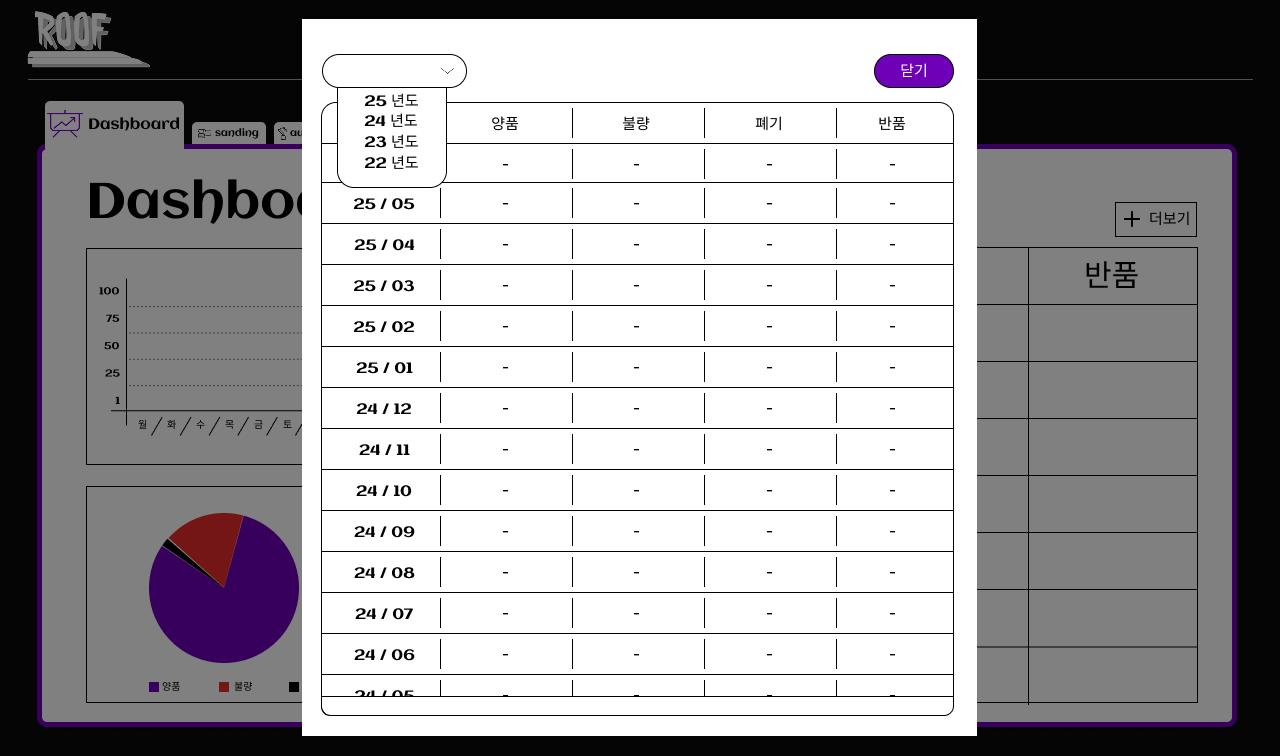 ROOF
닫기
25 년도
24 년도
23 년도
22 년도
양품 불량 폐기 반품
- - - -
25 / 05 - - - -
25 / 04 - - - -
25 / 03 - - - -
25 / 02 - - - -
25 / 01 - - - -
24 / 12 - - - -
24 / 11 - - - -
24 / 10 - - - -
24 / 09 - - - -
24 / 08 - - - -
24 / 07 - - - -
24 / 06 - - - -
24 / 05 - - - -
Dashboard
sanding
Dashboo
더보기
반품
100
75
50
25
1
월 화 수 목 금 토
양품 불량